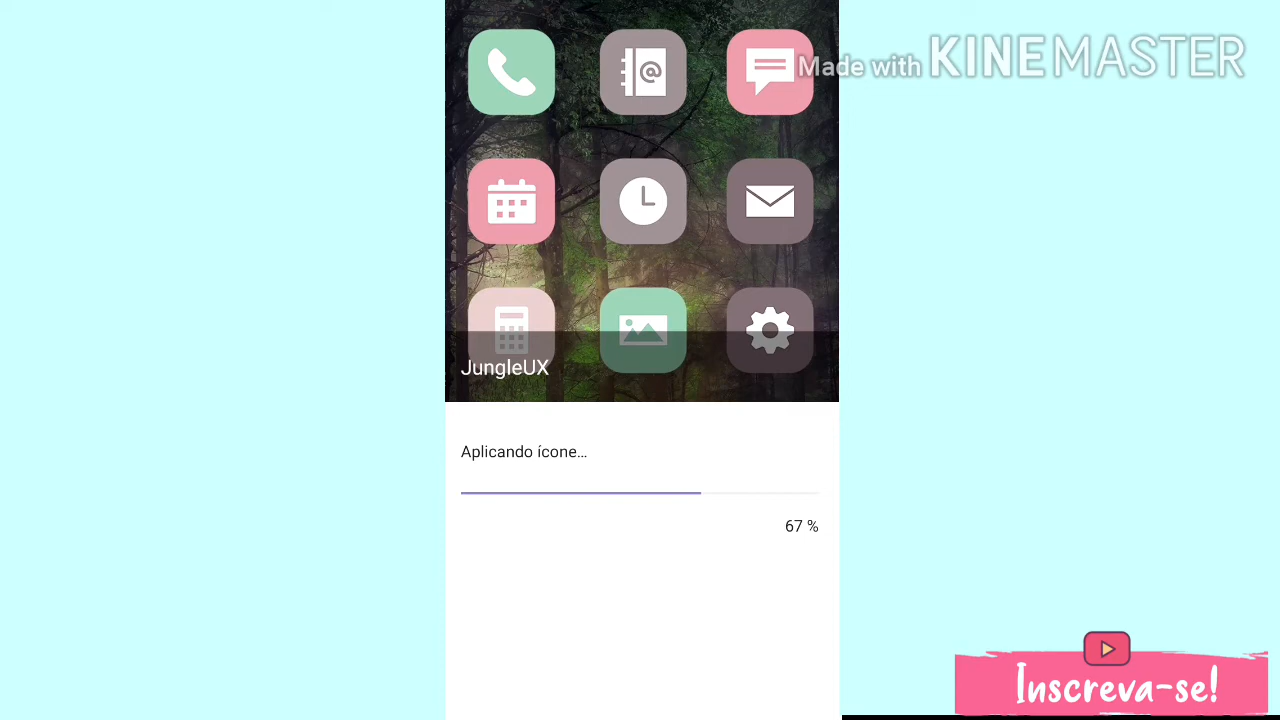 Made with KINEMASTER
JungleUX
Aplicando ícone...
67 %
Inscreva-se!